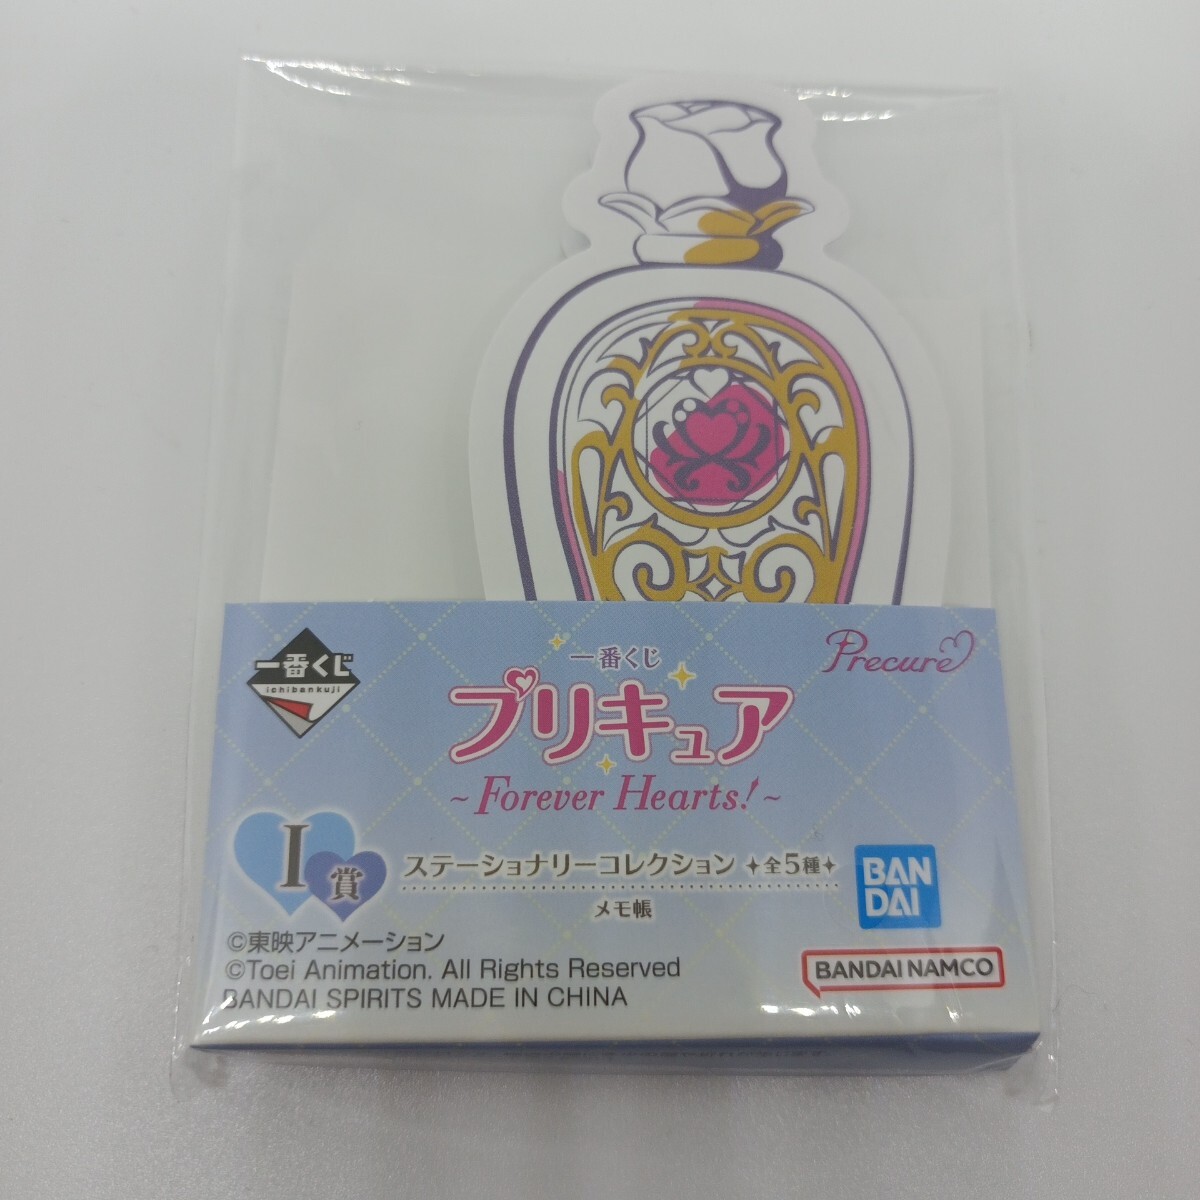 一番くじ
ichibankuji
一番くじ
Precure
プリキュア
~Forever Hearts!~
I賞
ステーショナリーコレクション
全5種
メモ帳
BAN
DAI
©東映アニメーション
©Toei Animation. All Rights Reserved
BANDAI SPIRITS MADE IN CHINA
BANDAI NAMCO